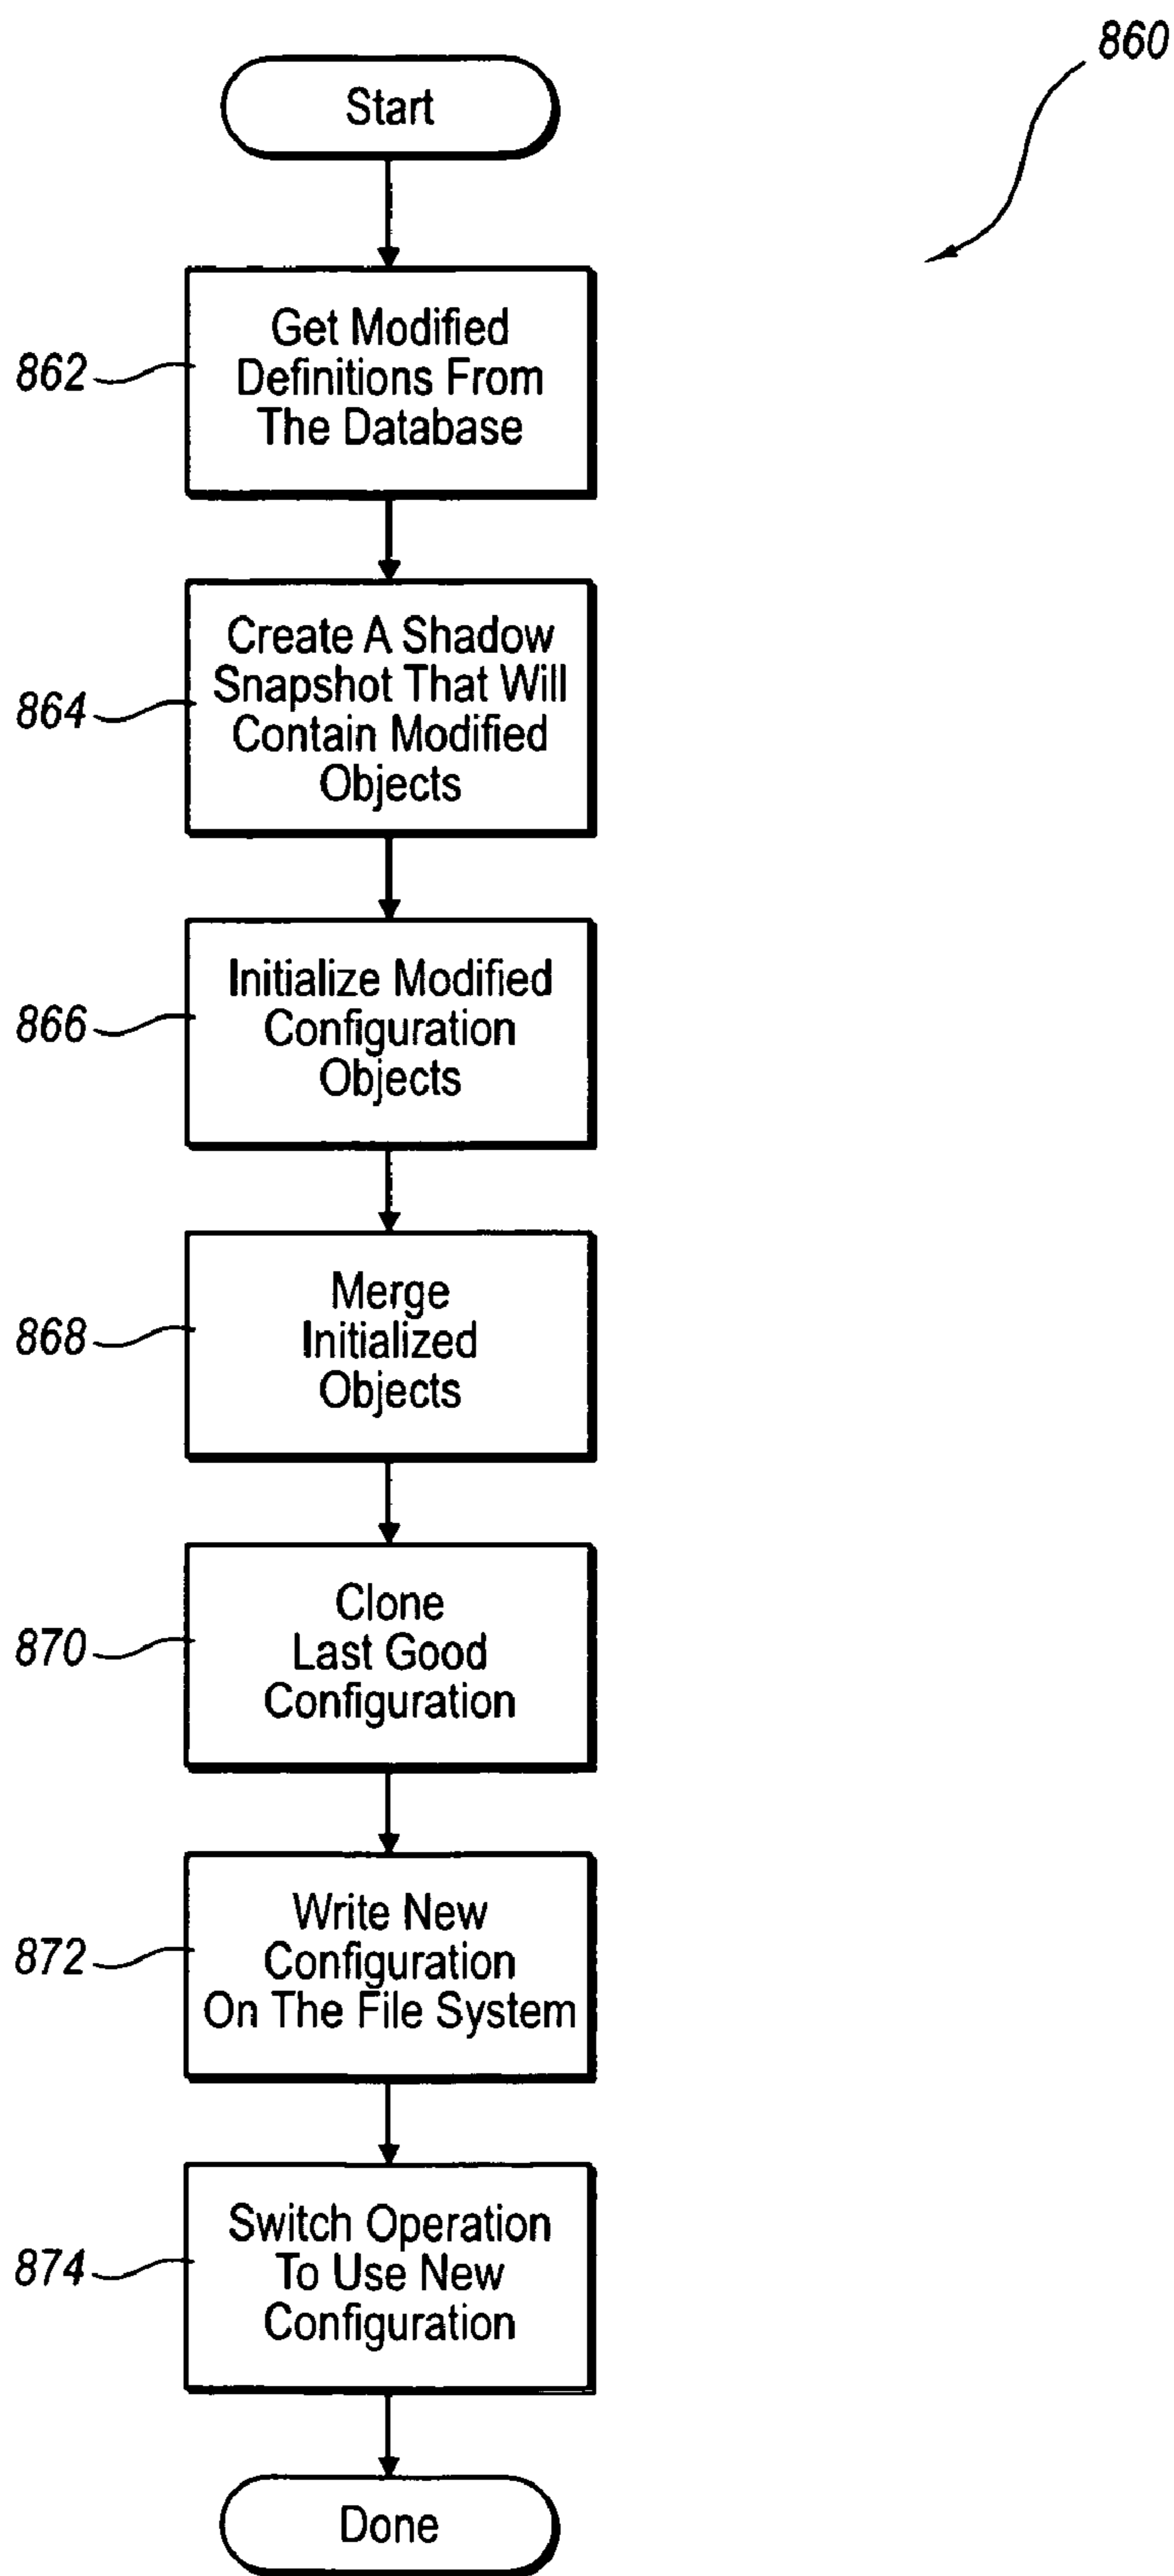 860
Start
862
Get Modified
Definitions From
The Database
864
Create A Shadow
Snapshot That Will
Contain Modified
Objects
866
Initialize Modified
Configuration
Objects
868
Merge
Initialized
Objects
870
Clone
Last Good
Configuration
872
Write New
Configuration
On The File System
874
Switch Operation
To Use New
Configuration
Done